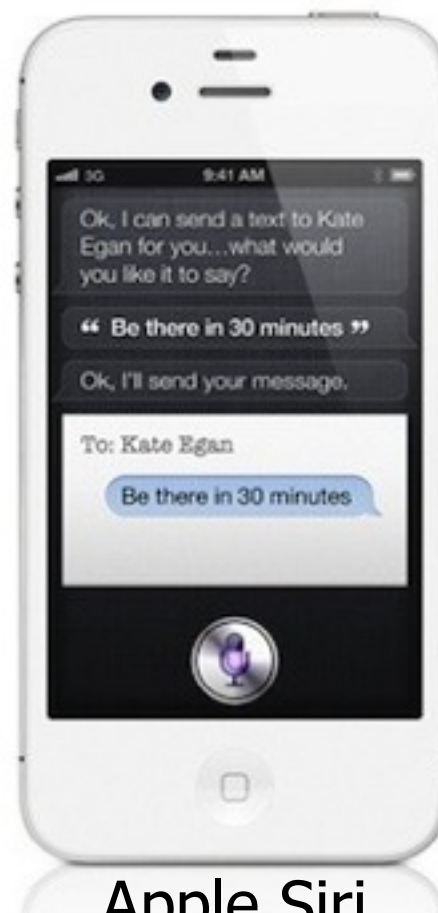 3G 9:41 AM
Ok, I can send a text to Kate
Egan for you...what would
you like it to say?
“ Be there in 30 minutes ”
Ok, I'll send your message.
To: Kate Egan
Be there in 30 minutes
Apple Siri